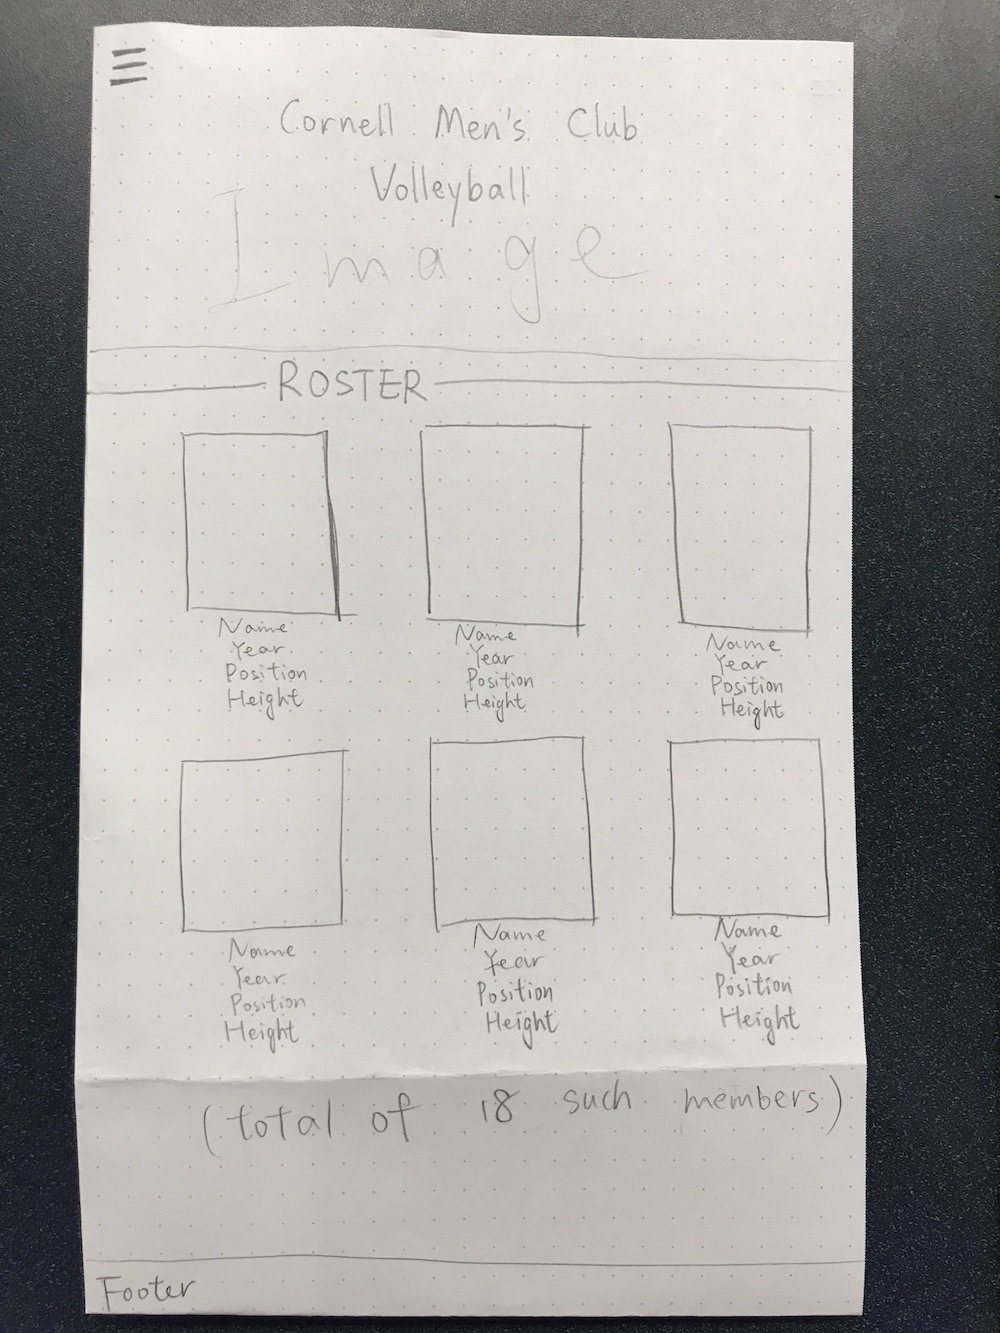 Cornell Men's Club
Volleyball
Image
ROSTER
Name
Year
Position
Height
Name
Year
Position
Height
Name
Year
Position
Height
Name
Year
Position
Height
Name
Year
Position
Height
Name
Year
Position
Height
(total of 18 such members)
Footer